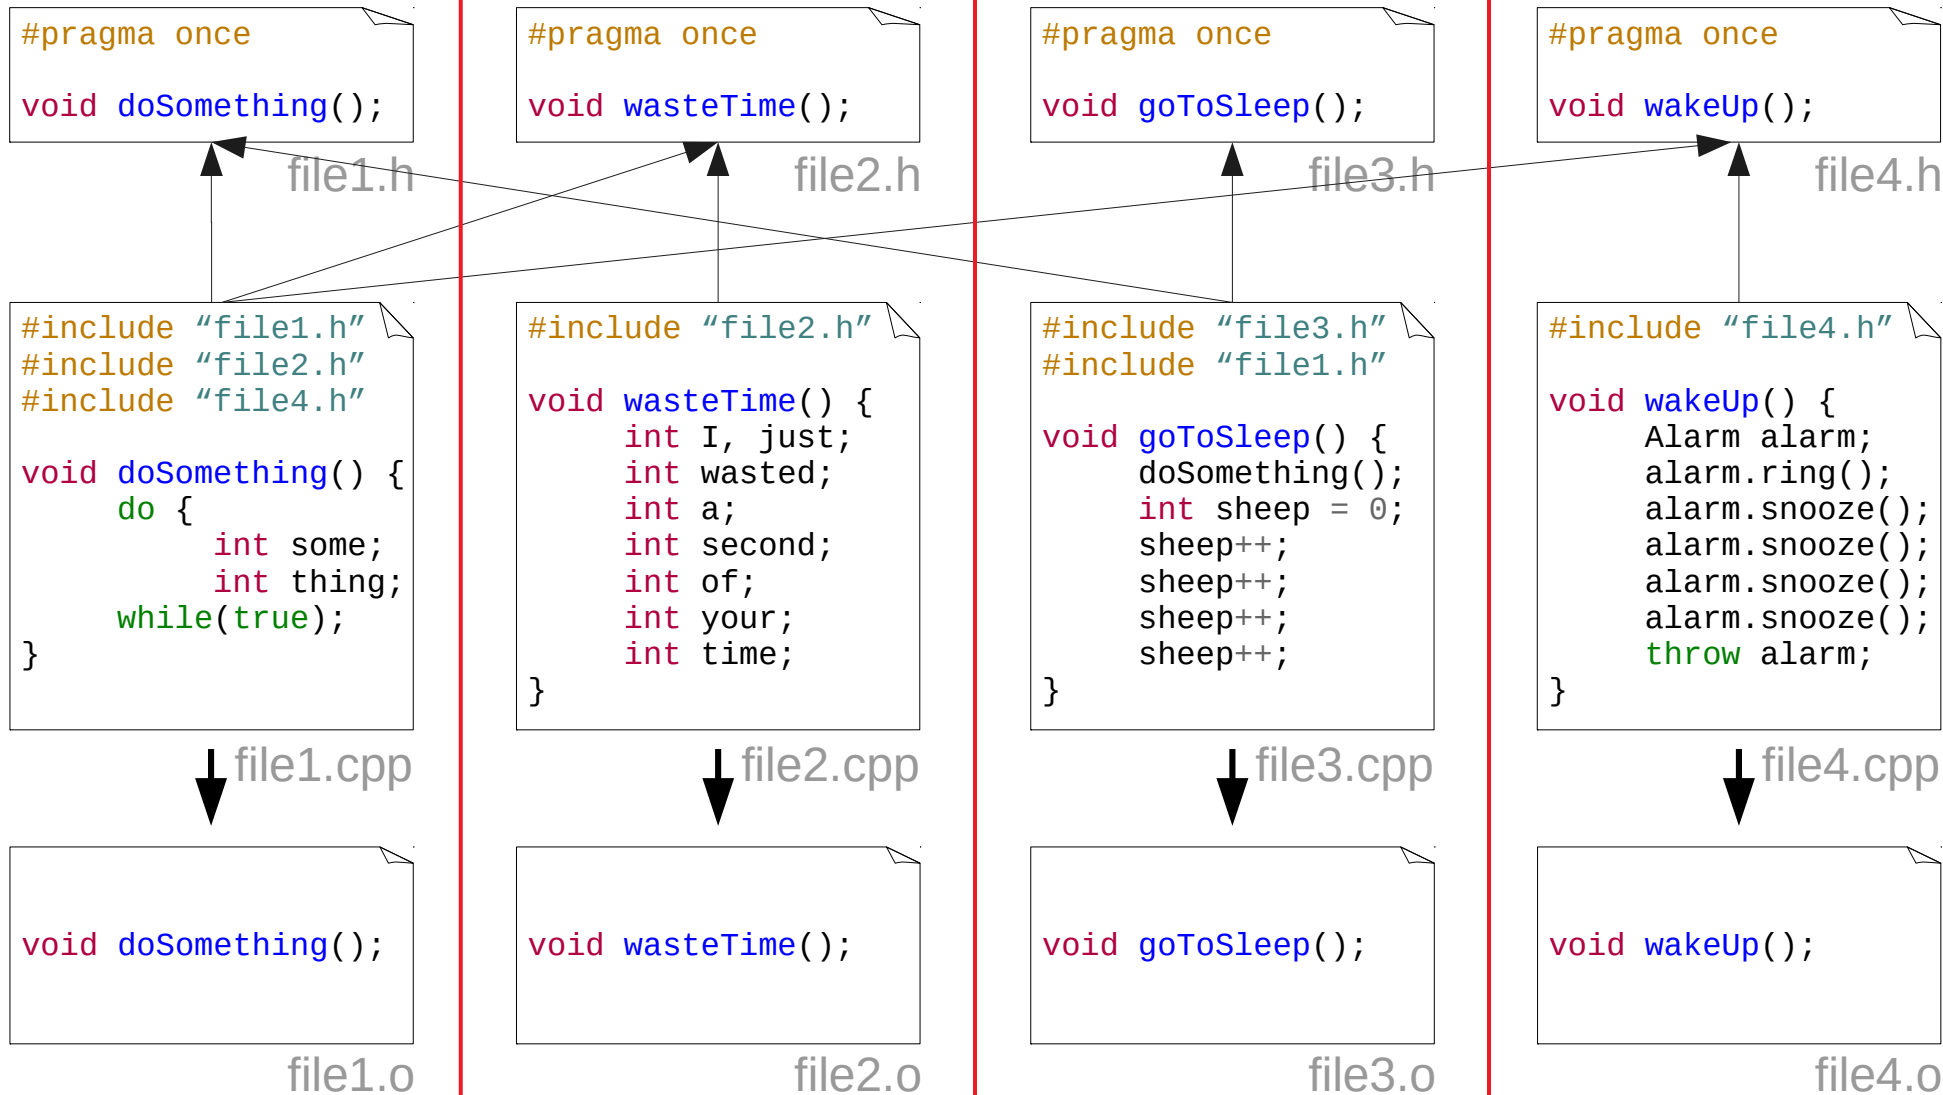 #pragma once
void doSomething();
file1.h
#pragma once
void wasteTime();
file2.h
#pragma once
void goToSleep();
file3.h
#pragma once
void wakeUp();
file4.h
#include “file1.h”
#include “file2.h”
#include “file4.h”
void doSomething() {
do {
int some;
int thing;
while(true);
}
file1.cpp
#include “file2.h”
void wasteTime() {
int I, just;
int wasted;
int a;
int second;
int of;
int your;
int time;
}
file2.cpp
#include “file3.h”
#include “file1.h”
void goToSleep() {
doSomething();
int sheep = 0;
sheep++;
sheep++;
sheep++;
sheep++;
}
file3.cpp
#include “file4.h”
void wakeUp() {
Alarm alarm;
alarm.ring();
alarm.snooze();
alarm.snooze();
alarm.snooze();
alarm.snooze();
throw alarm;
}
file4.cpp
void doSomething();
file1.o
void wasteTime();
file2.o
void goToSleep();
file3.o
void wakeUp();
file4.o